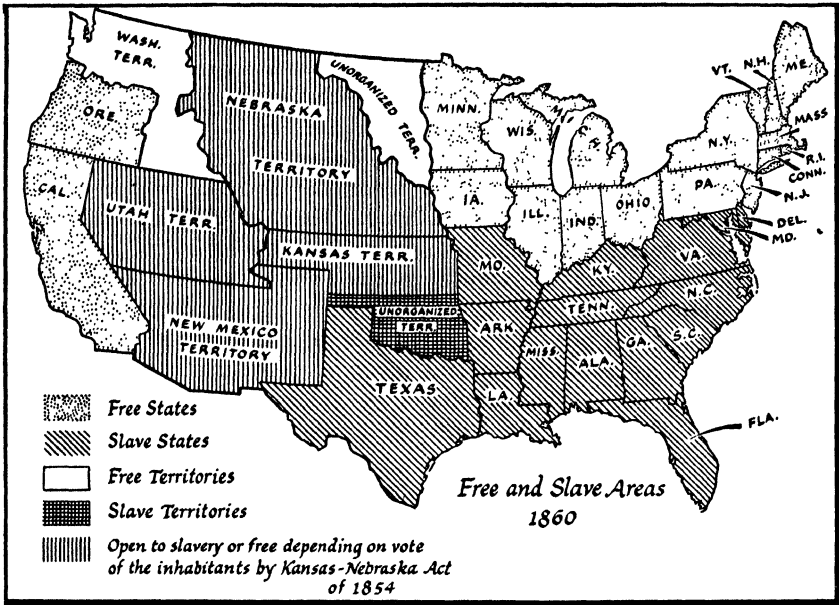 WASH.
TERR.
ORE.
CAL.
NEBRASKA
TERRITORY
UNORGANIZED TERR.
MINN.
WIS.
MICH.
VT.
N.H.
ME.
MASS
R.I.
CONN.
N.Y.
PA.
N.J.
DEL.
MD.
IA.
ILL.
IND.
OHIO
UTAH TERR.
KANSAS TERR.
MO.
KY.
VA.
N.C.
TENN.
S.C.
NEW MEXICO
TERRITORY
UNORGANIZED
TERR.
ARK.
MISS.
ALA.
GA.
TEXAS
LA.
FLA.
Free States
Slave States
Free Territories
Slave Territories
Open to slavery or free depending on vote
of the inhabitants by Kansas-Nebraska Act
of 1854
Free and Slave Areas
1860